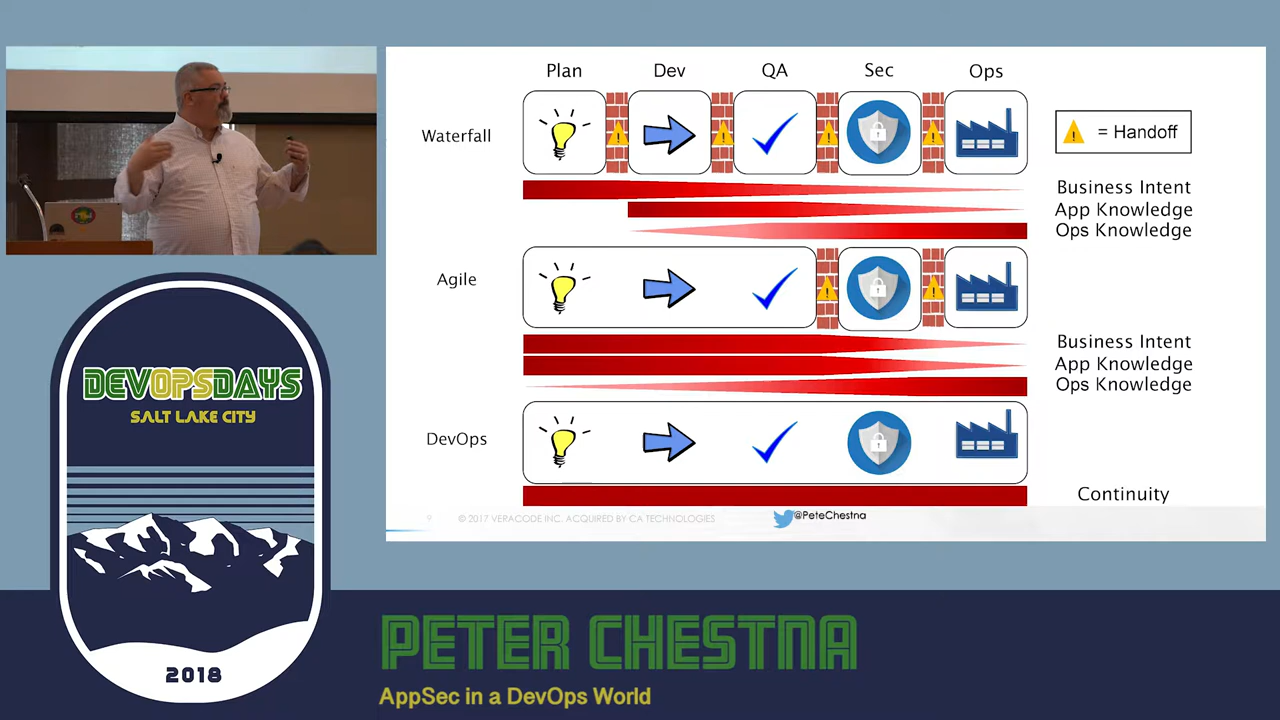 Plan Dev QA Sec Ops
Waterfall
= Handoff
Business Intent
App Knowledge
Ops Knowledge
Agile
Business Intent
App Knowledge
Ops Knowledge
DevOps
Continuity
9 © 2017 VERACODE INC. ACQUIRED BY CA TECHNOLOGIES @PeteChestna
DEVOPSDAYS
SALT LAKE CITY
2018
PETER CHESTNA
AppSec in a DevOps World